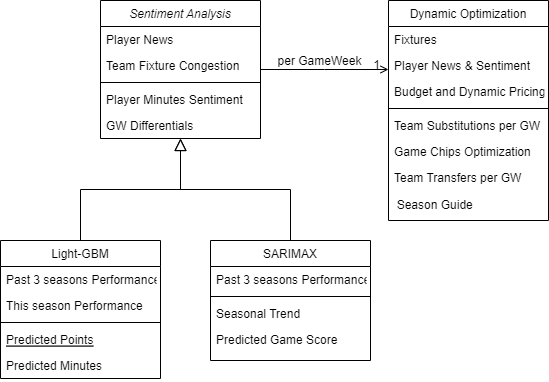 Sentiment Analysis
Player News
Team Fixture Congestion
Player Minutes Sentiment
GW Differentials
per GameWeek
1
Dynamic Optimization
Fixtures
Player News & Sentiment
Budget and Dynamic Pricing
Team Substitutions per GW
Game Chips Optimization
Team Transfers per GW
Season Guide
Light-GBM
Past 3 seasons Performance
This season Performance
Predicted Points
Predicted Minutes
SARIMAX
Past 3 seasons Performance
Seasonal Trend
Predicted Game Score